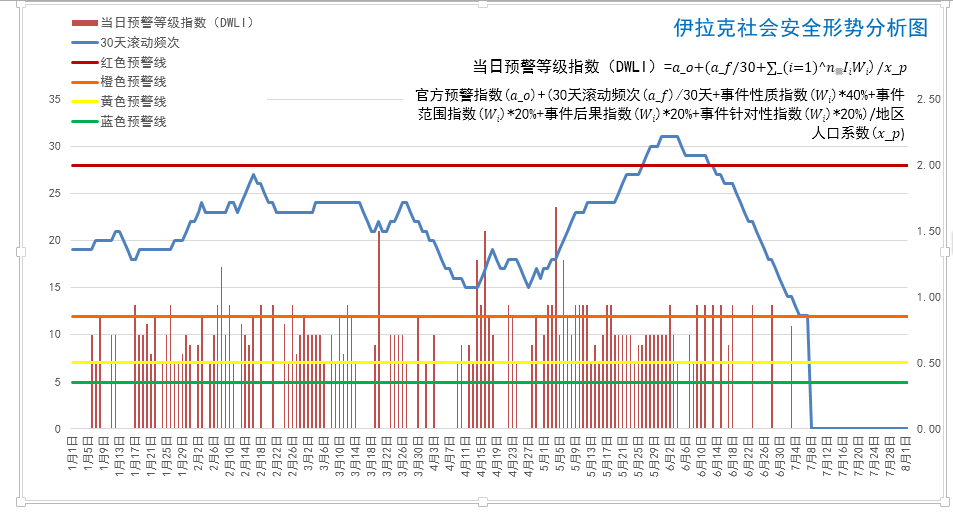 伊拉克社会安全形势分析图
当日预警等级指数（DWLI）
30天滚动频次
红色预警线
橙色预警线
黄色预警线
蓝色预警线
当日预警等级指数（DWLI）=a_o+(a_f/30+∑_(i=1)^n▒IᵢWᵢ)/x_p
官方预警指数(a_o)+(30天滚动频次(a_f)/30天+事件性质指数(Wᵢ)*40%+事件
范围指数(Wᵢ)*20%+事件后果指数(Wᵢ)*20%+事件针对性指数(Wᵢ)*20%)/地区
人口系数(x_p)
35
30
25
20
15
10
5
0
2.50
2.00
1.50
1.00
0.50
0.00
1月1日
1月5日
1月9日
1月13日
1月17日
1月21日
1月25日
1月29日
2月2日
2月6日
2月10日
2月14日
2月18日
2月22日
2月26日
3月2日
3月6日
3月10日
3月14日
3月18日
3月22日
3月26日
3月30日
4月3日
4月7日
4月11日
4月15日
4月19日
4月23日
4月27日
5月1日
5月5日
5月9日
5月13日
5月17日
5月21日
5月25日
5月29日
6月2日
6月6日
6月10日
6月14日
6月18日
6月22日
6月26日
6月30日
7月4日
7月8日
7月12日
7月16日
7月20日
7月24日
7月28日
8月1日